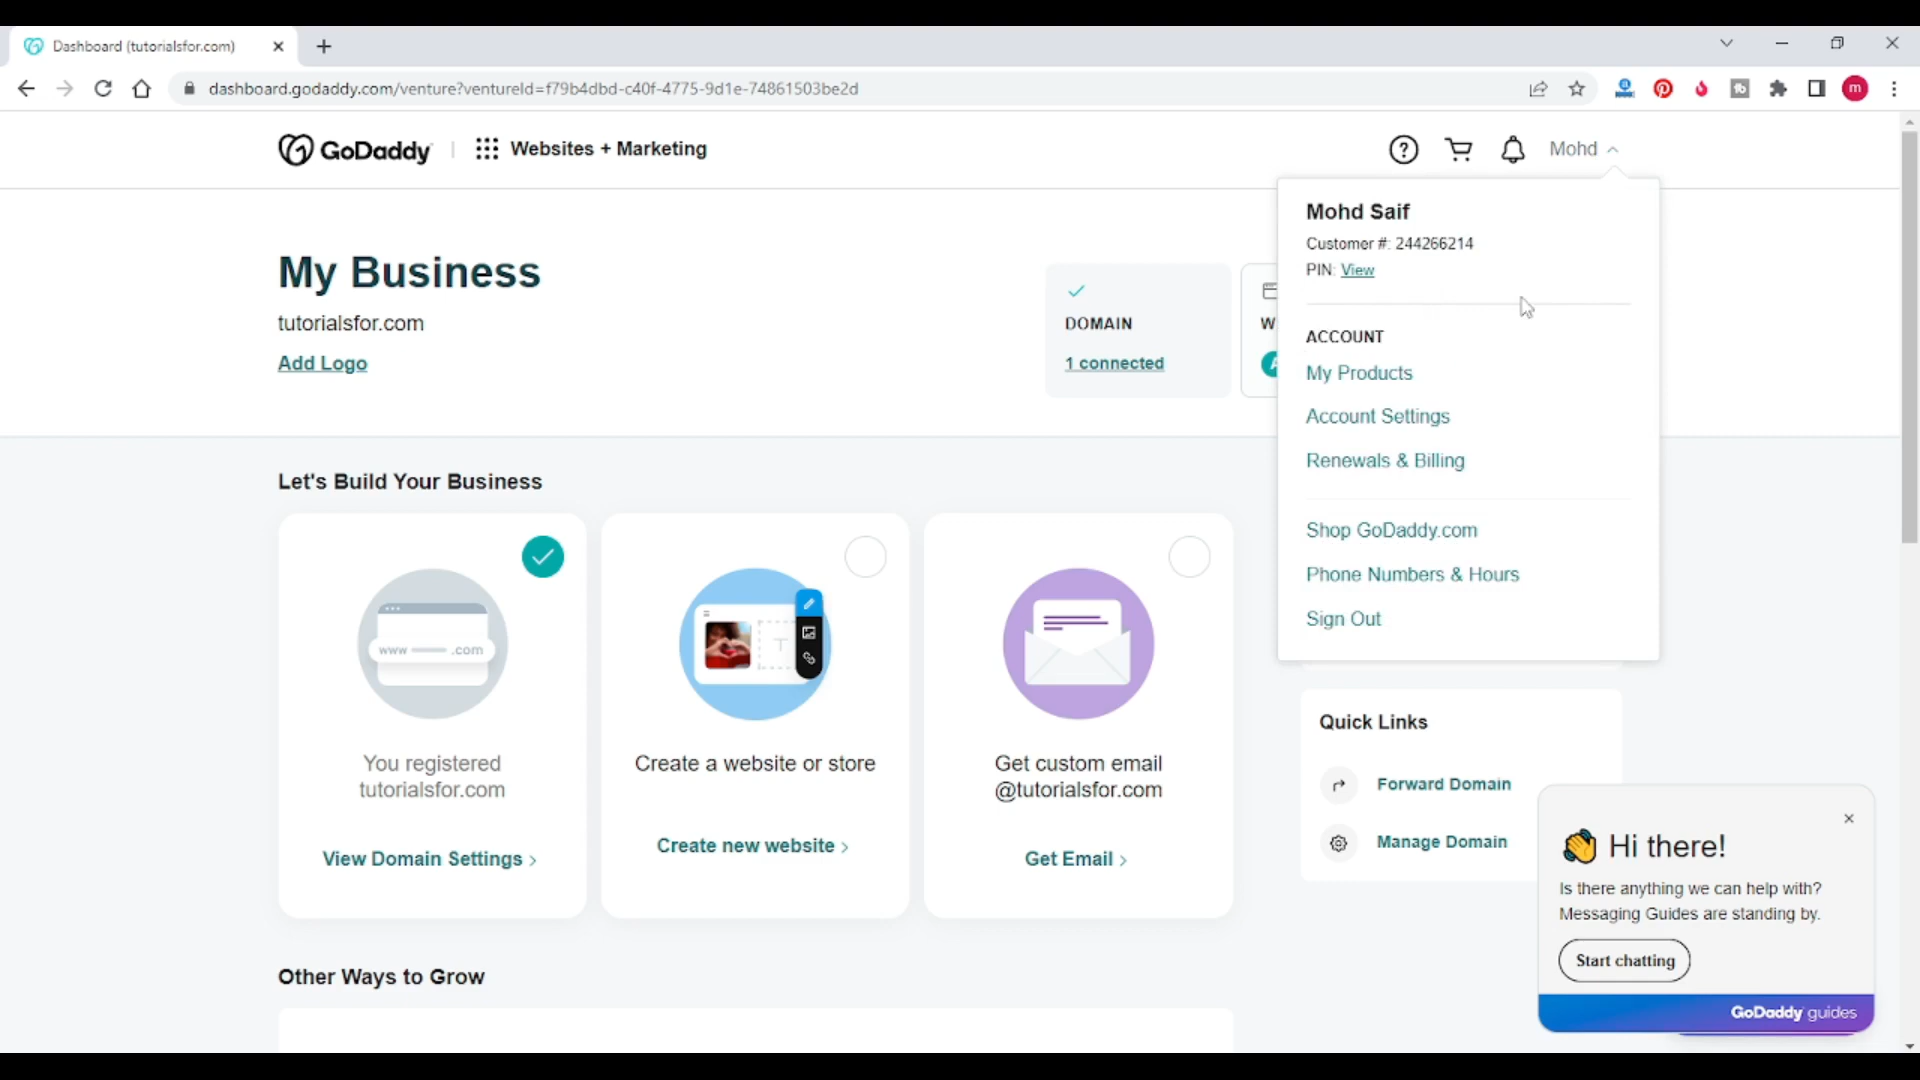 Dashboard (tutorialsfor.com)
dashboard.godaddy.com/venture?ventureId=f79b4dbd-c40f-4775-9d1e-74861503be2d
m
GoDaddy
Websites + Marketing
Mohd
Mohd Saif
Customer #: 244266214
PIN: View
My Business
tutorialsfor.com
Add Logo
DOMAIN
1 connected
W
ACCOUNT
My Products
Account Settings
Renewals & Billing
Shop GoDaddy.com
Phone Numbers & Hours
Sign Out
Let's Build Your Business
www .com
You registered
tutorialsfor.com
View Domain Settings >
T
Create a website or store
Create new website >
Get custom email
@tutorialsfor.com
Get Email >
Quick Links
Forward Domain
Manage Domain
Hi there!
Is there anything we can help with?
Messaging Guides are standing by.
Start chatting
GoDaddy guides
Other Ways to Grow